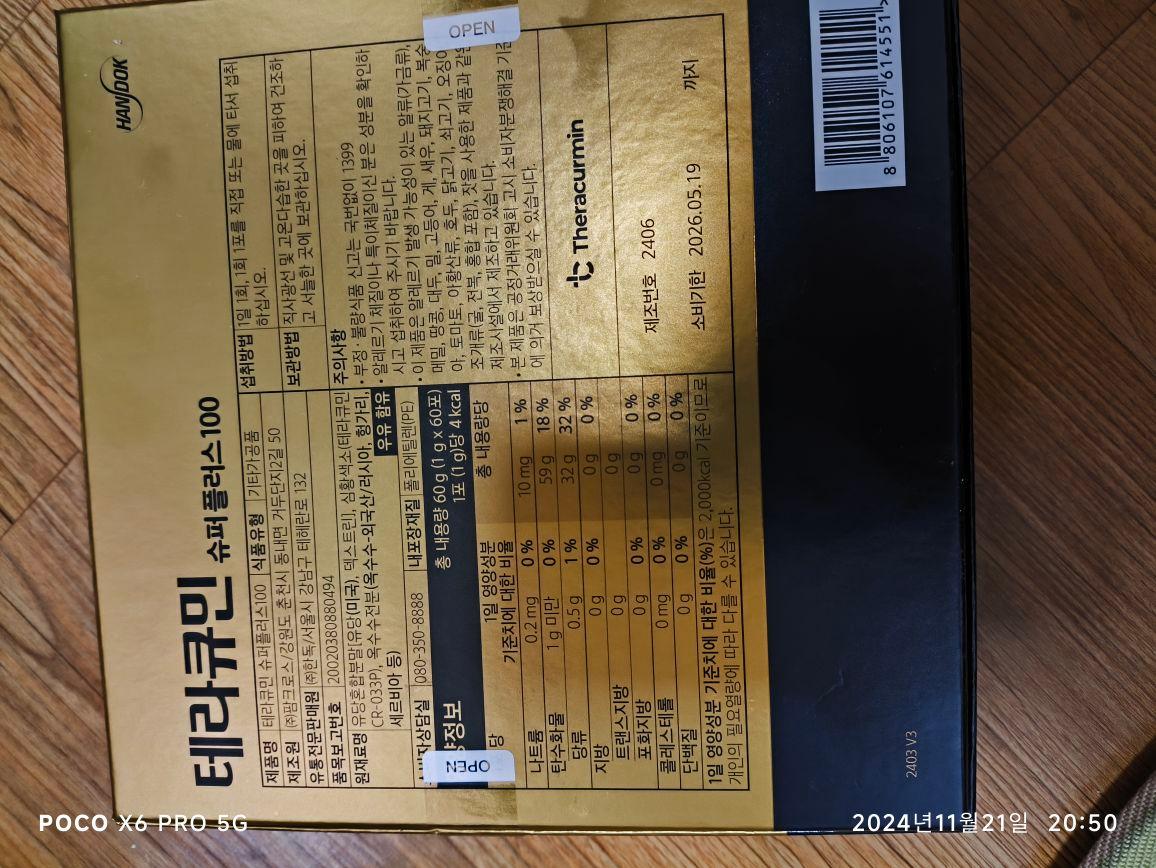 HANDOK
테라큐민 슈퍼플러스100
제품명 테라큐민 슈퍼플러스100 식품유형 기타가공품
제조원 ㈜팜크로스/강원도 춘천시 동내면 거두단지2길 50
유통전문판매원 ㈜한독/서울시 강남구 테헤란로 132
품목보고번호 20020380880494
원재료명 유당혼합분말[유당(미국), 덱스트린], 심황색소(테라큐민
CR-033P), 옥수수전분(옥수수-외국산/러시아, 헝가리,
세르비아 등) 우유 함유
상담실 080-350-8888 내포장재질 폴리에틸렌(PE)
정보 총 내용량 60 g (1 g x 60포)
1포 (1 g)당 4 kcal
당 1일 영양성분 총 내용량당
기준치에 대한 비율
나트륨 0.2 mg 0 % 10 mg 1 %
탄수화물 1 g 미만 0 % 59 g 18 %
당류 0.5 g 1 % 32 g 32 %
지방 0 g 0 % 0 g 0 %
트랜스지방 0 g 0 g
포화지방 0 g 0 % 0 g 0 %
콜레스테롤 0 mg 0 % 0 mg 0 %
단백질 0 g 0 % 0 g 0 %
1일 영양성분 기준치에 대한 비율(%)은 2,000kcal 기준이므로
개인의 필요열량에 따라 다를 수 있습니다.
섭취방법 1일 1회, 1회 1포를 직접 또는 물에 타서 섭취
하십시오.
보관방법 직사광선 및 고온다습한 곳을 피하여 건조하
고 서늘한 곳에 보관하십시오.
주의사항
• 부정·불량식품 신고는 국번없이 1399
• 알레르기 체질이나 특이체질이신 분은 성분을 확인하
시고 섭취하여 주시기 바랍니다.
• 이 제품은 알레르기 발생 가능성이 있는 알류(가금류),
메밀, 땅콩, 대두, 밀, 고등어, 게, 새우, 돼지고기, 복숭
아, 토마토, 아황산류, 호두, 닭고기, 쇠고기, 오징어,
조개류(굴, 전복, 홍합 포함), 잣을 사용한 제품과 같은
제조시설에서 제조하고 있습니다.
• 본 제품은 공정거래위원회 고시 소비자분쟁해결 기준
에 의거 보상받으실 수 있습니다.
Theracurmin
제조번호 2406
소비기한 2026.05.19 까지
OPEN
OPEN
8 806107 614551 >
2403 V3
POCO X6 PRO 5G
2024년11월21일 20:50